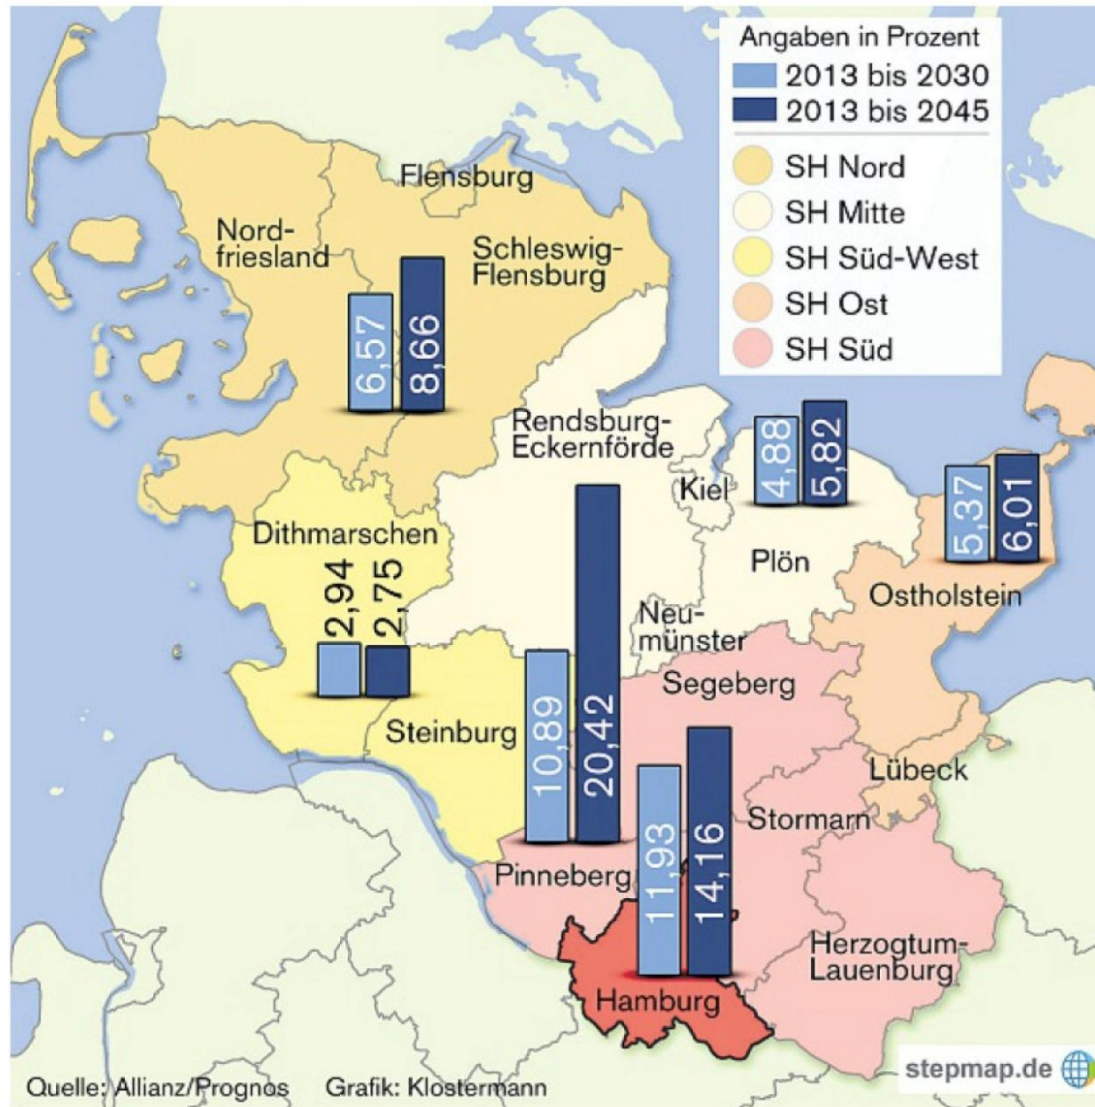 Angaben in Prozent
2013 bis 2030
2013 bis 2045
SH Nord
SH Mitte
SH Süd-West
SH Ost
SH Süd
Flensburg
Nord-
friesland
Schleswig-
Flensburg
6,57
8,66
Rendsburg-
Eckernförde
Kiel
4,88
5,82
Plön
5,37
6,01
Ostholstein
Dithmarschen
2,94
2,75
Neu-
münster
Segeberg
Steinburg
10,89
20,42
Lübeck
Stormarn
Pinneberg
11,93
14,16
Herzogtum-
Lauenburg
Hamburg
Quelle: Allianz/Prognos Grafik: Klostermann
stepmap.de